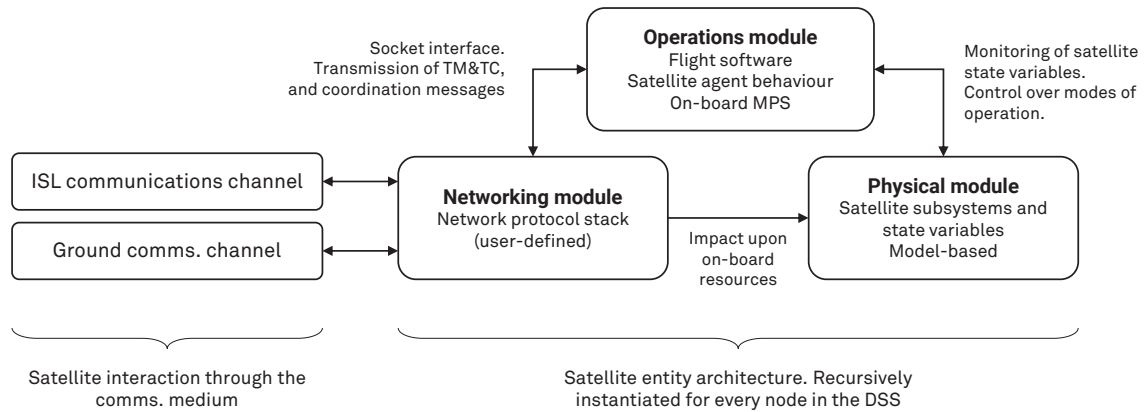 Socket interface.
Transmission of TM&TC,
and coordination messages
Operations module
Flight software
Satellite agent behaviour
On-board MPS
Monitoring of satellite
state variables.
Control over modes of
operation.
ISL communications channel
Ground comms. channel
Networking module
Network protocol stack
(user-defined)
Impact upon
on-board
resources
Physical module
Satellite subsystems and
state variables
Model-based
Satellite interaction through the
comms. medium
Satellite entity architecture. Recursively
instantiated for every node in the DSS